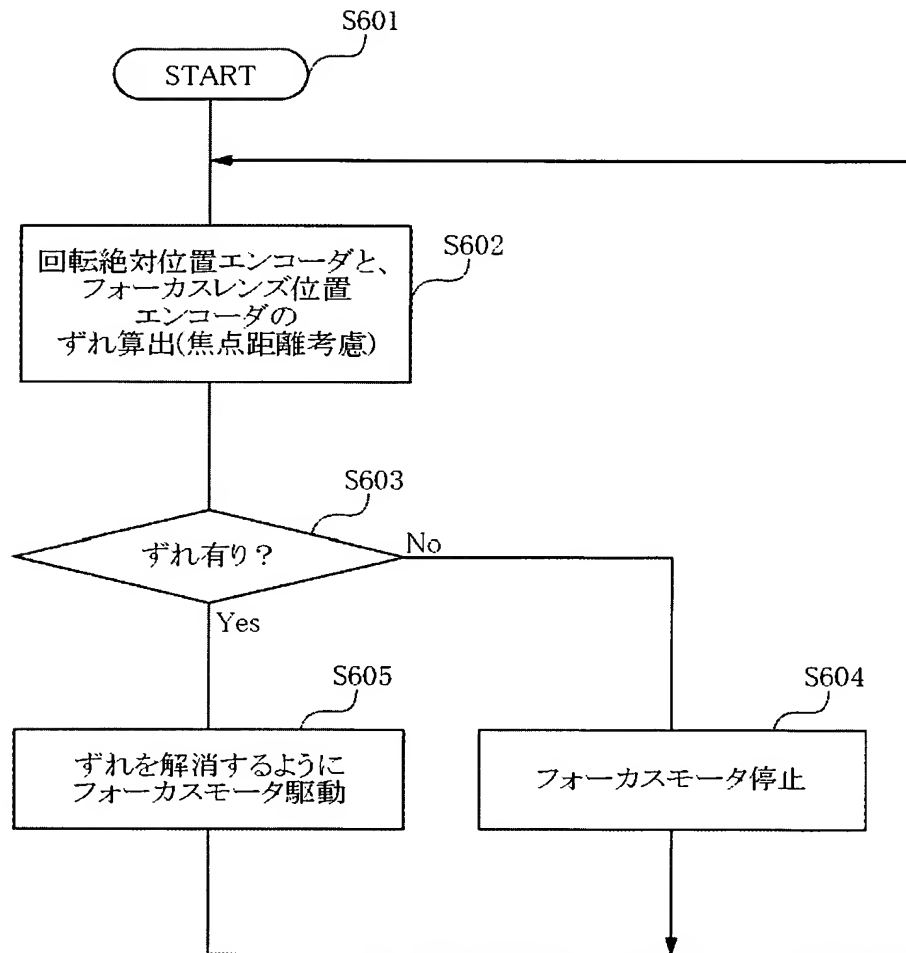 S601
START
S602
回転絶対位置エンコーダと、
フォーカスレンズ位置
エンコーダの
ずれ算出(焦点距離考慮)
S603
ずれ有り？
No
Yes
S605
ずれを解消するように
フォーカスモータ駆動
S604
フォーカスモータ停止